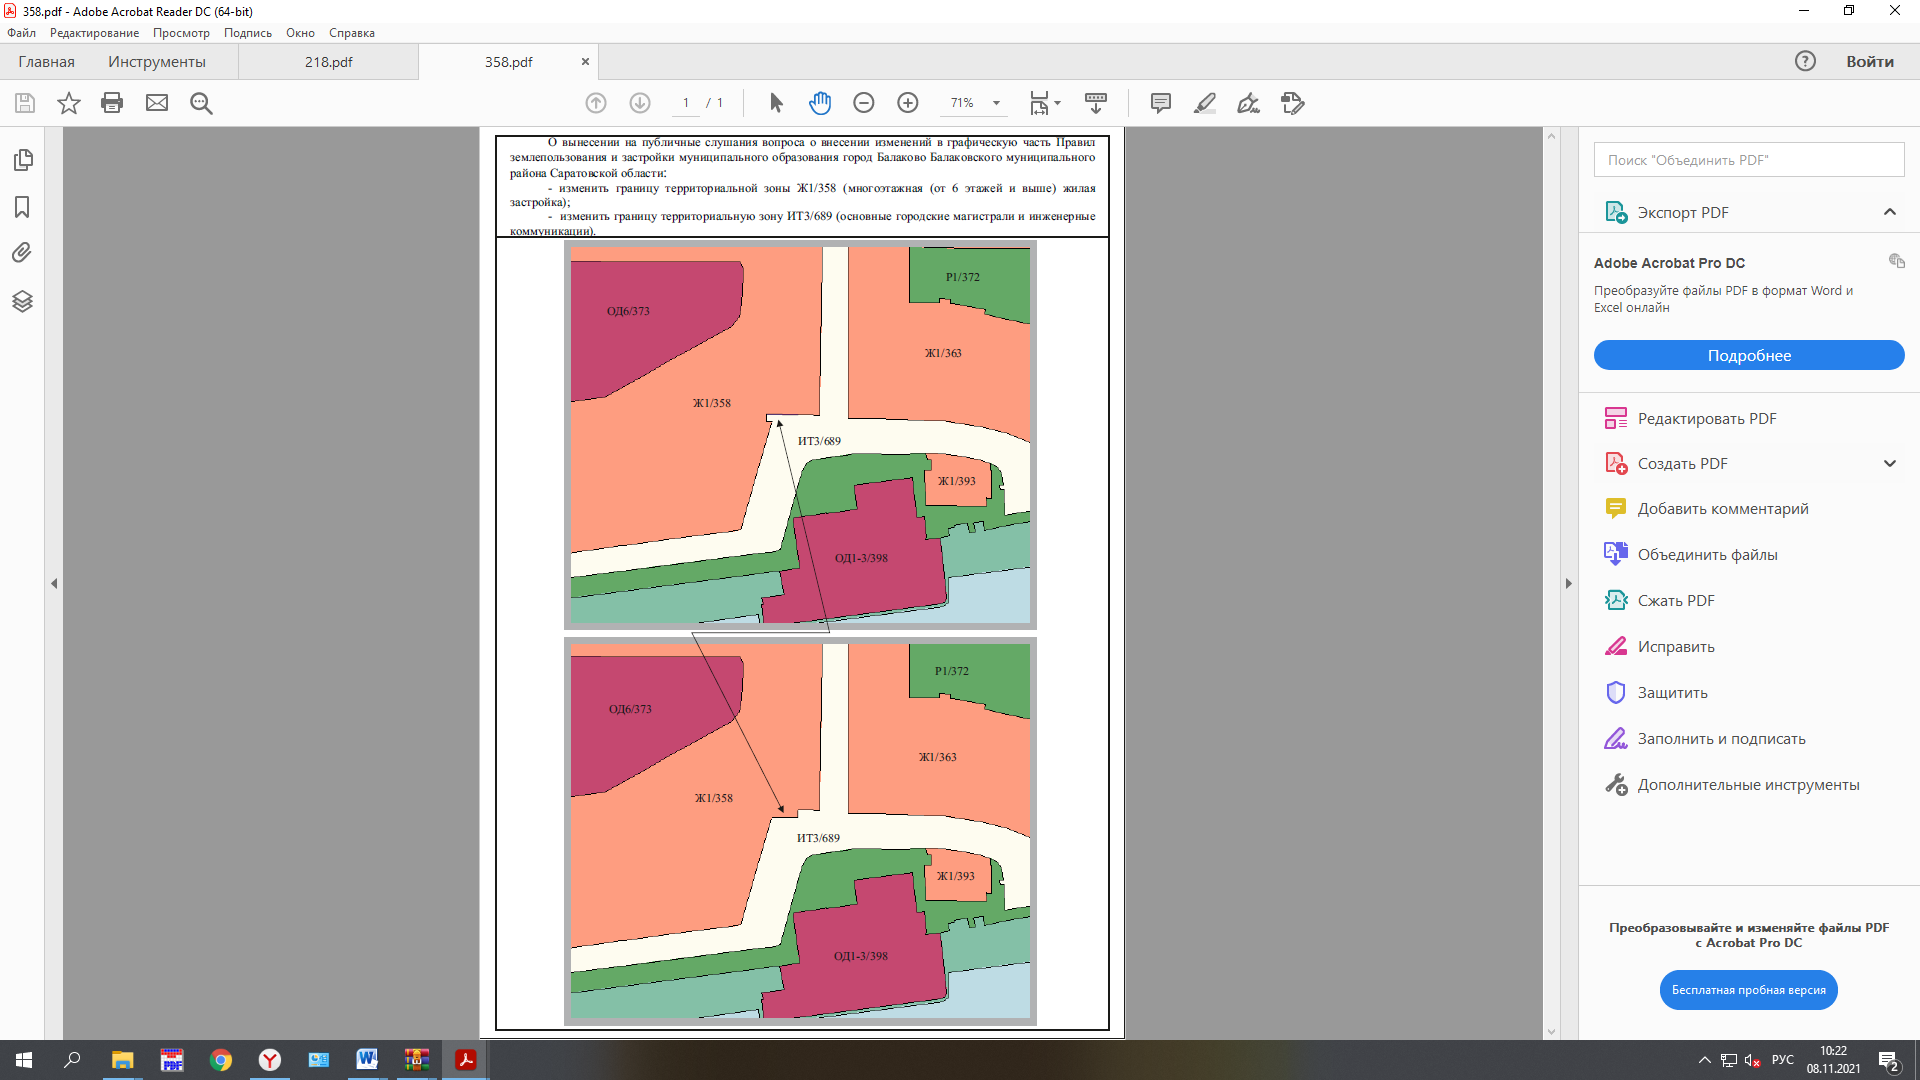 358.pdf - Adobe Acrobat Reader DC (64-bit)
Файл Редактирование Просмотр Подпись Окно Справка
Главная Инструменты 218.pdf 358.pdf × ? Войти
1 / 1 71%
О вынесении на публичные слушания вопроса о внесении изменений в графическую часть Правил
землепользования и застройки муниципального образования город Балаково Балаковского муниципального
района Саратовской области:
- изменить границу территориальной зоны Ж1/358 (многоэтажная (от 6 этажей и выше) жилая
застройка);
- изменить границу территориальную зону ИТ3/689 (основные городские магистрали и инженерные
коммуникации).
Р1/372
ОД6/373
Ж1/363
Ж1/358
ИТ3/689
Ж1/393
ОД1-3/398
Р1/372
ОД6/373
Ж1/363
Ж1/358
ИТ3/689
Ж1/393
ОД1-3/398
Поиск "Объединить PDF"
Экспорт PDF
Adobe Acrobat Pro DC
Преобразуйте файлы PDF в формат Word и
Excel онлайн
Подробнее
Редактировать PDF
Создать PDF
Добавить комментарий
Объединить файлы
Сжать PDF
Исправить
Защитить
Заполнить и подписать
Дополнительные инструменты
Преобразовывайте и изменяйте файлы PDF
с Acrobat Pro DC
Бесплатная пробная версия
PDF
РУС
10:22
08.11.2021
2